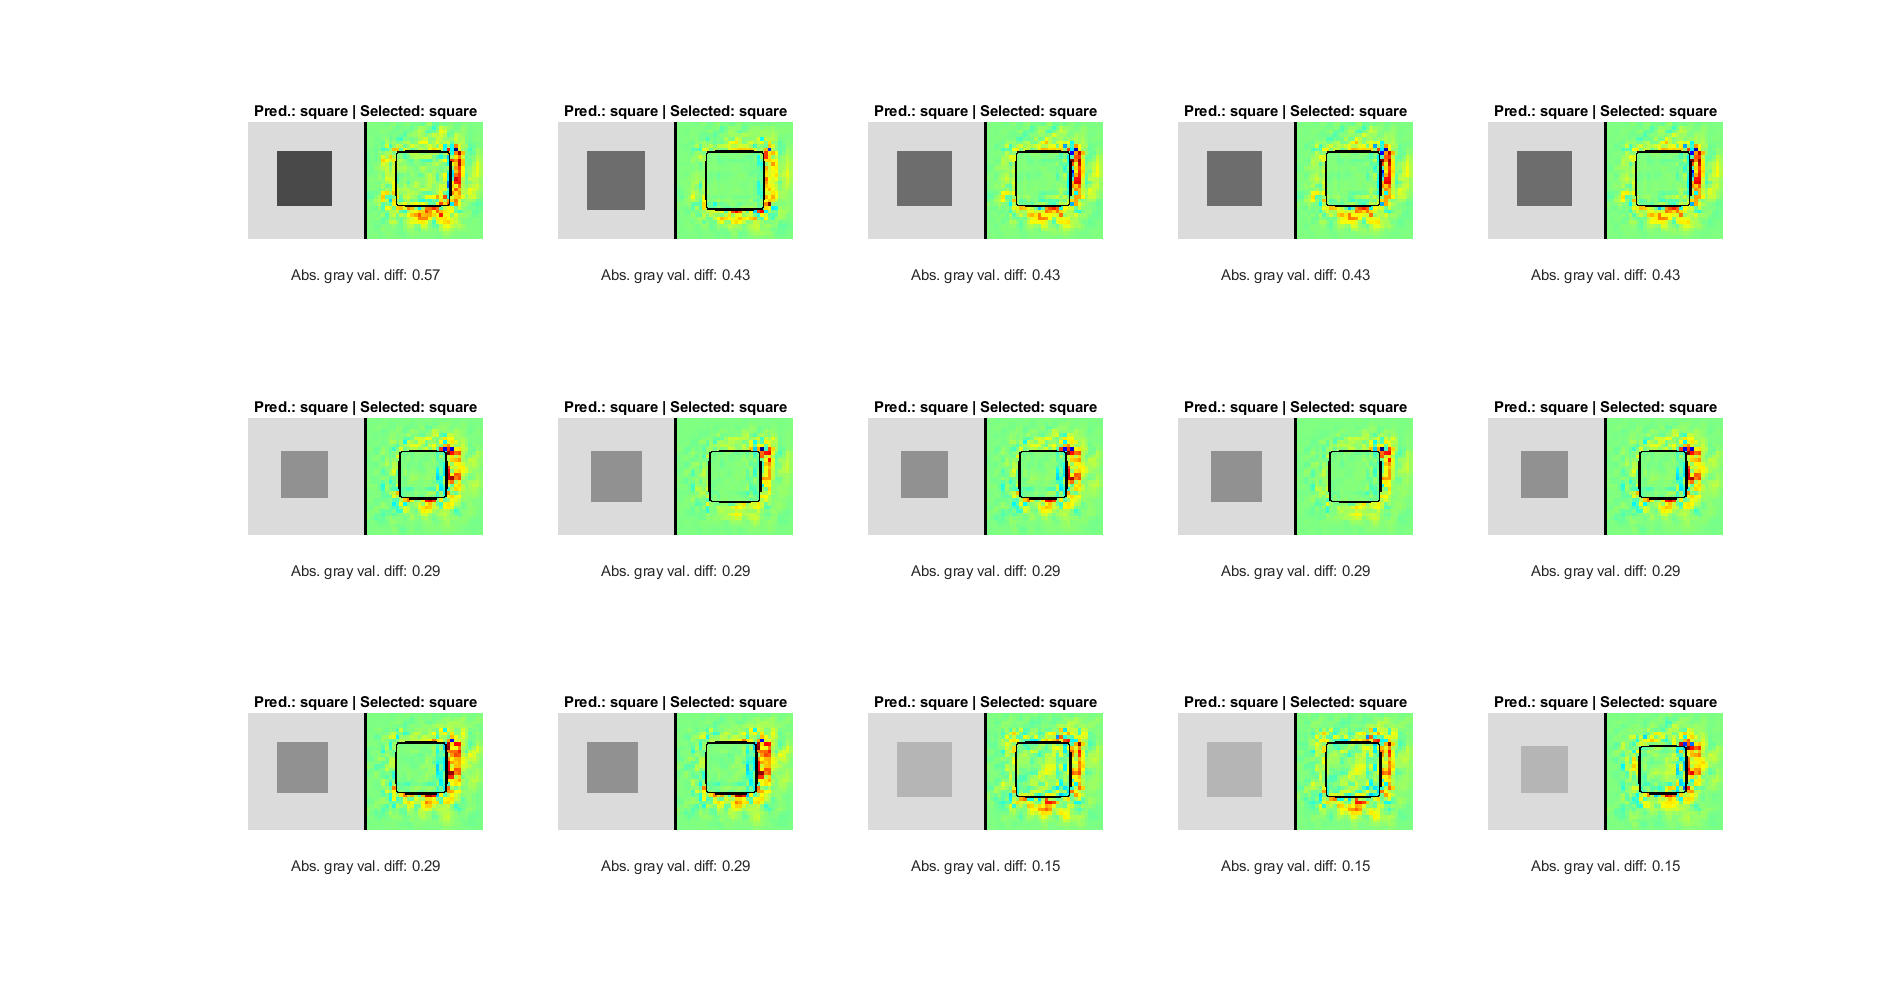 Pred.: square | Selected: square
Pred.: square | Selected: square
Pred.: square | Selected: square
Pred.: square | Selected: square
Pred.: square | Selected: square
Abs. gray val. diff: 0.57
Abs. gray val. diff: 0.43
Abs. gray val. diff: 0.43
Abs. gray val. diff: 0.43
Abs. gray val. diff: 0.43
Pred.: square | Selected: square
Pred.: square | Selected: square
Pred.: square | Selected: square
Pred.: square | Selected: square
Pred.: square | Selected: square
Abs. gray val. diff: 0.29
Abs. gray val. diff: 0.29
Abs. gray val. diff: 0.29
Abs. gray val. diff: 0.29
Abs. gray val. diff: 0.29
Pred.: square | Selected: square
Pred.: square | Selected: square
Pred.: square | Selected: square
Pred.: square | Selected: square
Pred.: square | Selected: square
Abs. gray val. diff: 0.29
Abs. gray val. diff: 0.29
Abs. gray val. diff: 0.15
Abs. gray val. diff: 0.15
Abs. gray val. diff: 0.15